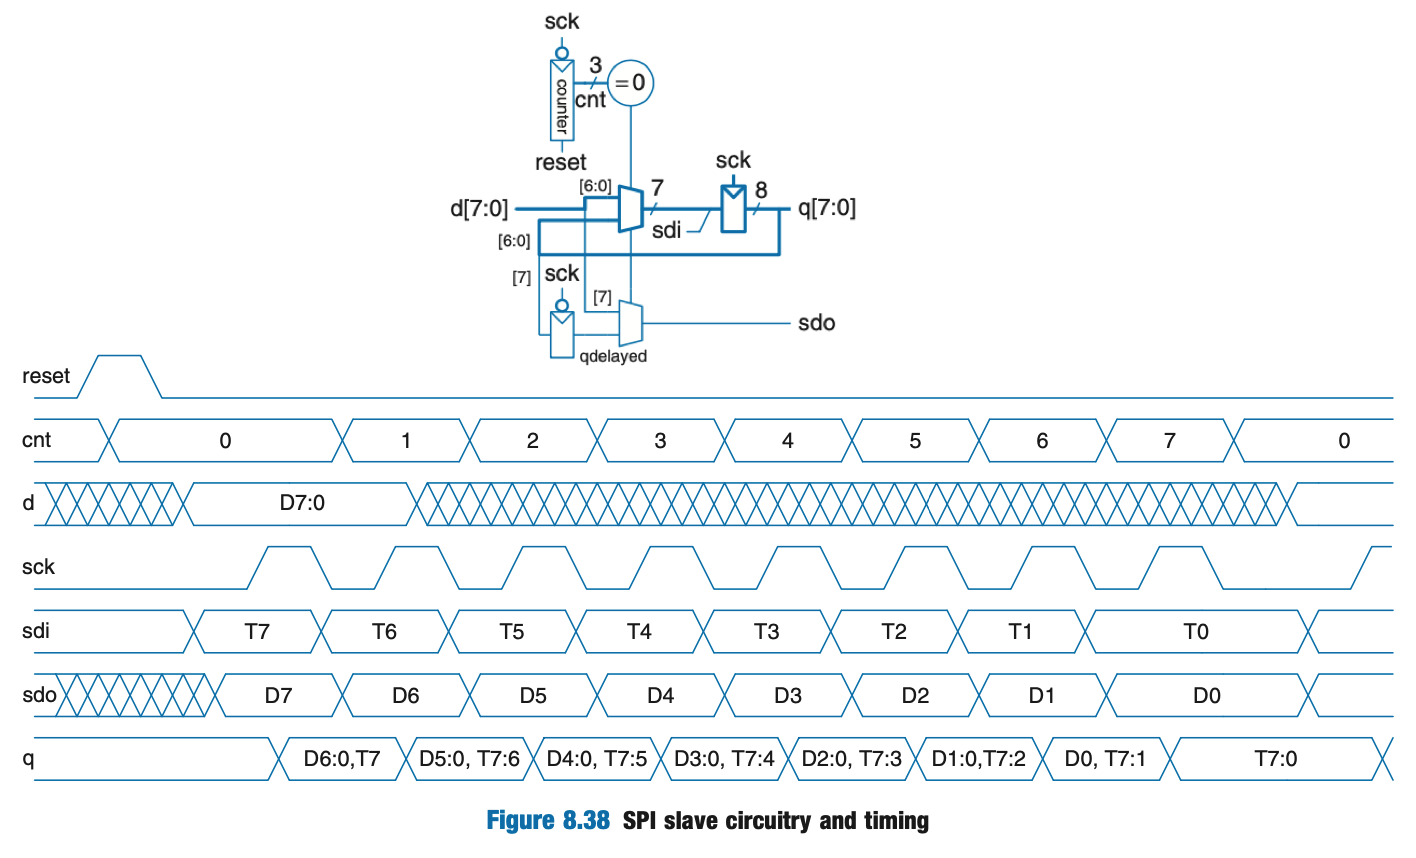 sck
3
=0
cnt
counter
reset
sck
[6:0]
7
8
d[7:0]
q[7:0]
sdi
[6:0]
[7]
sck
[7]
sdo
qdelayed
reset
cnt 0 1 2 3 4 5 6 7 0
d D7:0
sck
sdi T7 T6 T5 T4 T3 T2 T1 T0
sdo D7 D6 D5 D4 D3 D2 D1 D0
q D6:0,T7 D5:0, T7:6 D4:0, T7:5 D3:0, T7:4 D2:0, T7:3 D1:0,T7:2 D0, T7:1 T7:0
Figure 8.38 SPI slave circuitry and timing